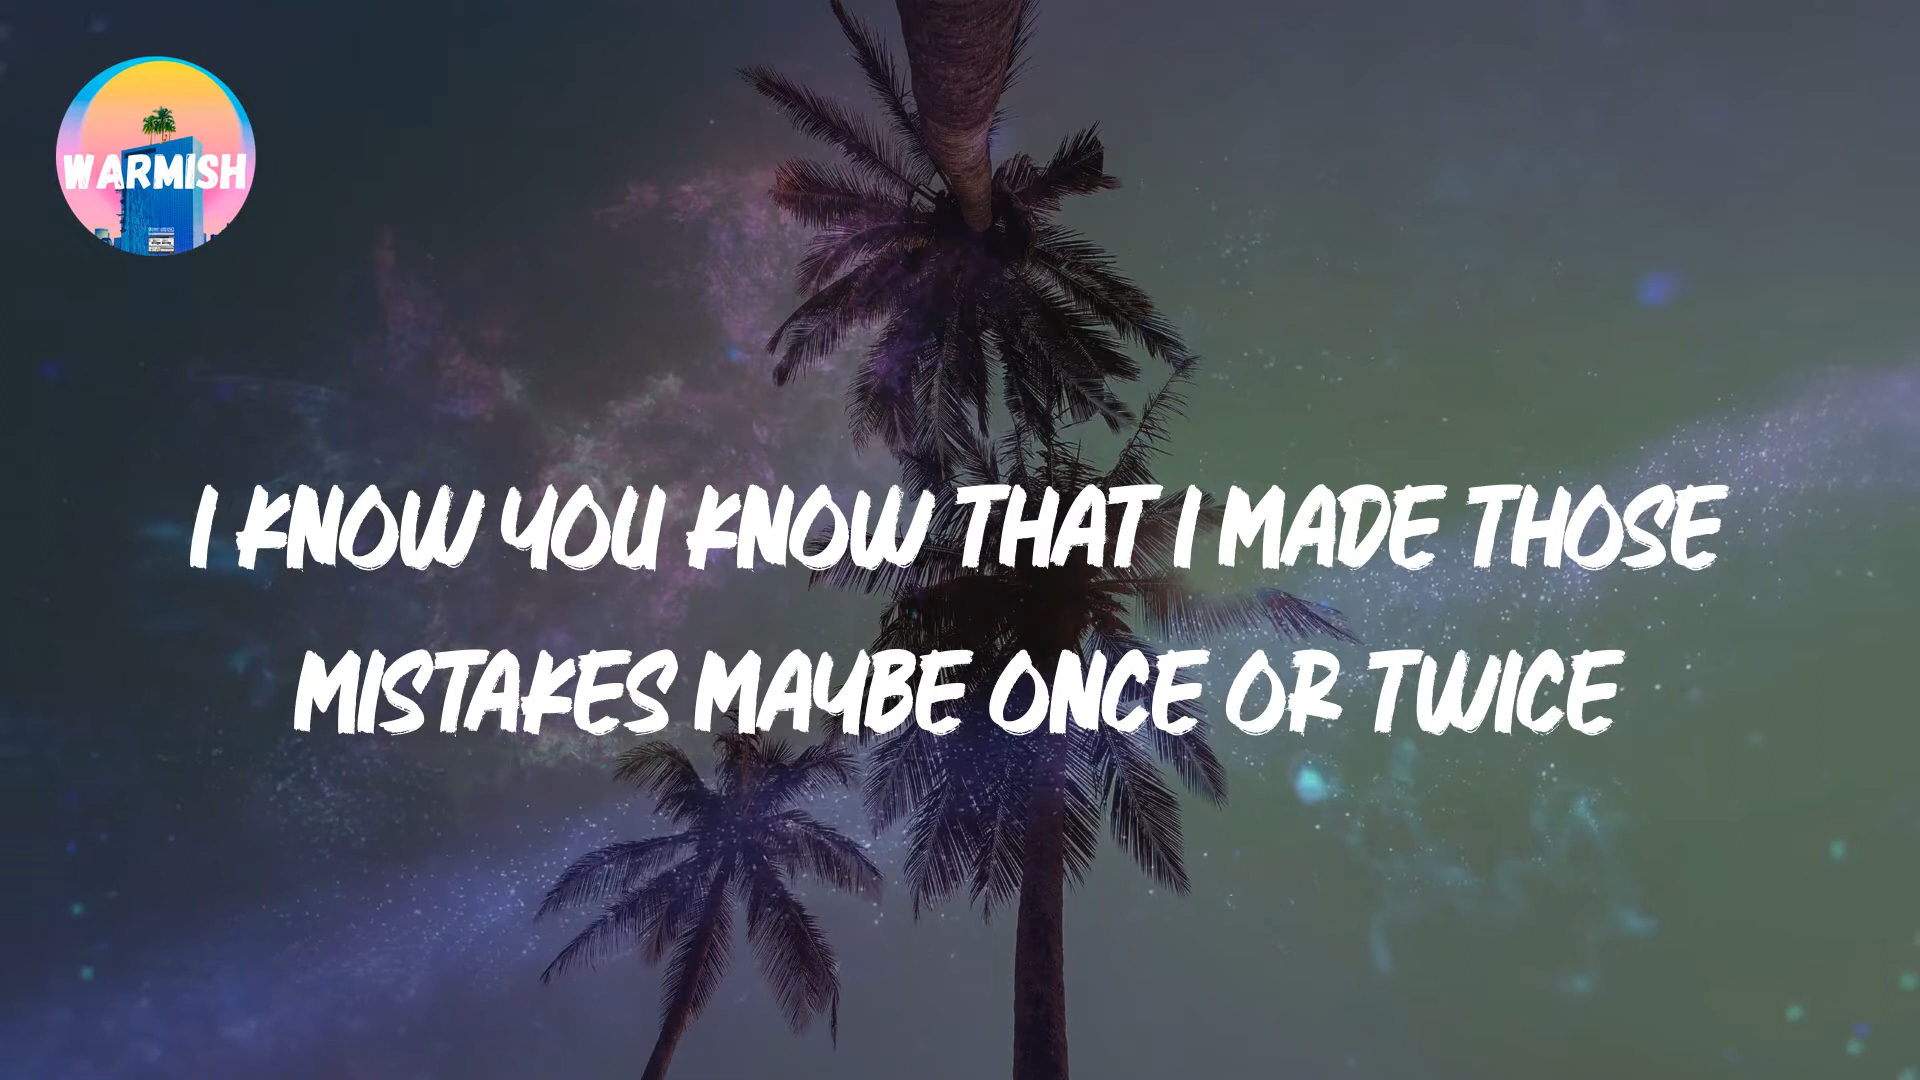 WARMISH
I KNOW YOU KNOW THAT I MADE THOSE
MISTAKES MAYBE ONCE OR TWICE